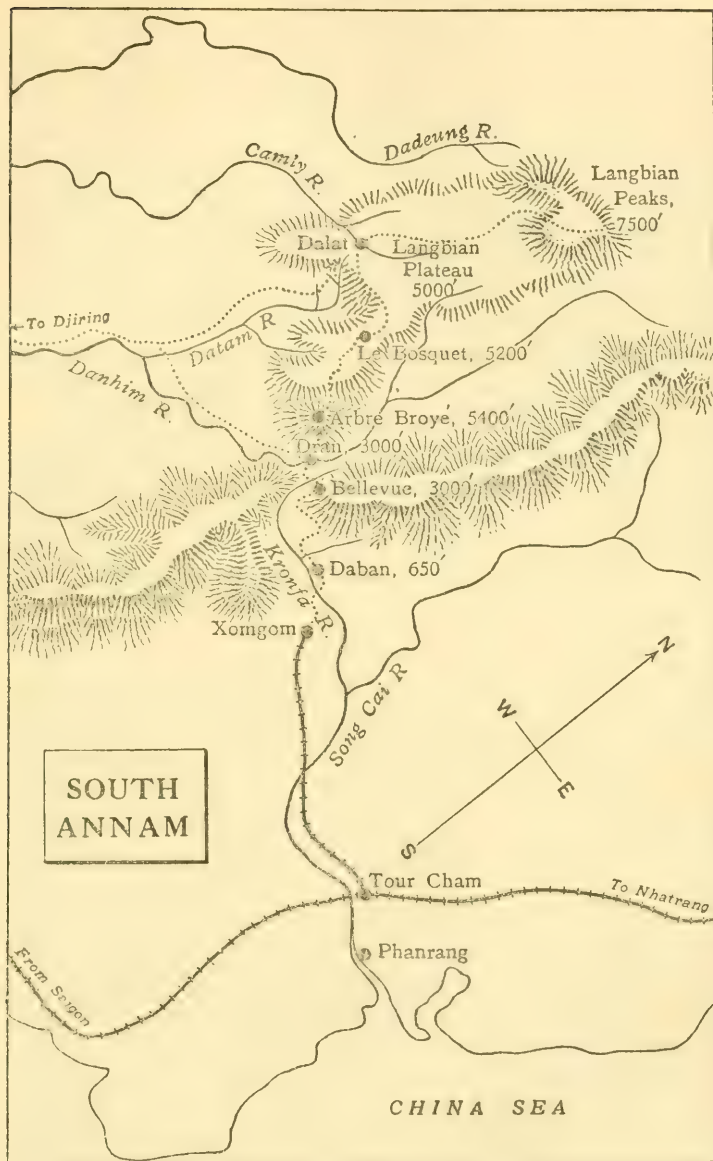 Camly R.
Dadeung R.
Langbian
Peaks,
7500'
Dalat
Langbian
Plateau
5000'
← To Djiring
Datam R
Danhim R.
Le Bosquet, 5200'
Arbre Broyé, 5400'
Dran, 3000'
Bellevue, 3000'
Kronfa R.
Daban, 650'
Xomgom
Song Cai R
N
W
E
S
SOUTH
ANNAM
Tour Cham
To Nhatrang
Phanrang
From Saigon
CHINA SEA